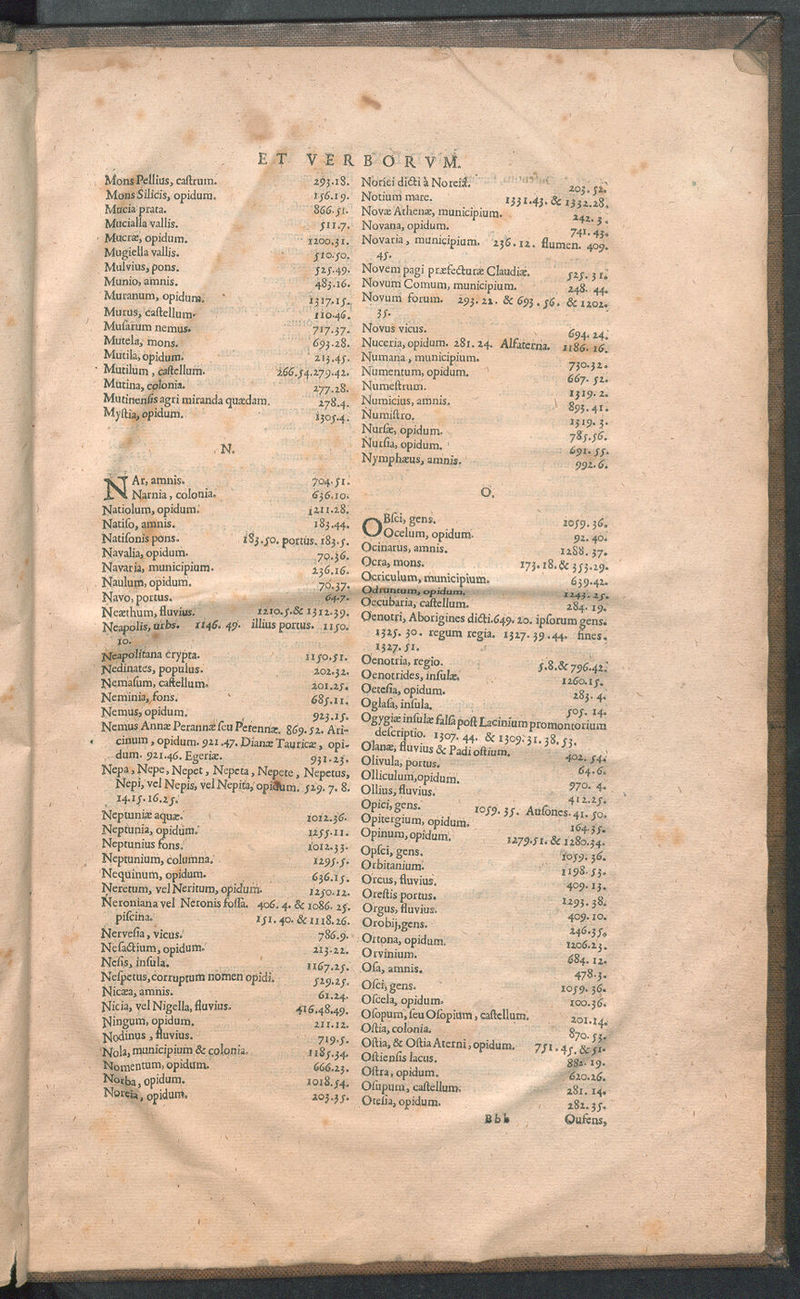 ET VERBORVM.
Mons Pellius, caſtrum. 293.18.
Mons Silicis, opidum. 156.19.
Mucia prata. 866.51.
Mucialla vallis. 511.7.
Mucræ, opidum. 1200.31.
Mugiella vallis. 510.50.
Mulvius, pons. 525.49.
Munio, amnis. 483.16.
Muranum, opidum. 1317.15.
Murus, caſtellum. 110.46.
Muſarum nemus. 717.37.
Mutela, mons. 693.28.
Mutila, opidum. 213.45.
Mutilum, caſtellum. 266.54.279.42.
Mutina, colonia. 277.28.
Mutinenſis agri miranda quædam. 278.4.
Myſtia, opidum. 1305.4.
N.
NAr, amnis. 704.51.
Narnia, colonia. 636.10.
Natiolum, opidum. 1211.28.
Natiſo, amnis. 183.44.
Natiſonis pons. 183.50. portus. 183.5.
Navalia, opidum. 70.36.
Navaria, municipium. 236.16.
Naulum, opidum. 70.37.
Navo, portus. 64.7.
Neæthum, fluvius. 1210.5.& 1312.39.
Neapolis, urbs. 1146. 49. illius portus. 1150.
10.
Neapolitana crypta. 1150.51.
Nedinates, populus. 202.32.
Nemaſum, caſtellum. 201.25.
Neminia, fons. 685.11.
Nemus, opidum. 923.15.
Nemus Annæ Perannæ ſeu Perennæ. 869.52. Ari-
cinum, opidum. 921.47. Dianæ Tauricæ, opi-
dum. 921.46. Egeriæ. 931.23.
Nepa, Nepe, Nepet, Nepeta, Nepete, Nepetus,
Nepi, vel Nepis, vel Nepita, opidum. 529. 7. 8.
14.15.16.25.
Neptuniæ aquæ. 1012.36.
Neptunia, opidum. 1255.11.
Neptunius fons. 1012.33.
Neptunium, columna. 1295.5.
Nequinum, opidum. 636.15.
Neretum, vel Neritum, opidum. 1250.12.
Neroniana vel Neronis foſſa. 406. 4. & 1086. 25.
piſcina. 151. 40. & 1118.26.
Nerveſia, vicus. 786.9.
Neſactium, opidum. 213.22.
Neſis, inſula. 1167.25.
Neſpetus, corruptum nomen opidi. 529.25.
Nicæa, amnis. 61.24.
Nicia, vel Nigella, fluvius. 416.48.49.
Ningum, opidum. 211.12.
Nodinus, fluvius. 719.5.
Nola, municipium & colonia. 1185.34.
Nomentum, opidum. 666.23.
Norba, opidum. 1018.54.
Noreia, opidum. 203.35.
Norici dicti à Noreiâ. 203. 52.
Notium mare. 1331.43. & 1332.28.
Novæ Athenæ, municipium. 242. 3.
Novana, opidum. 741. 43.
Novaria, municipium. 236.12. flumen. 409.
45.
Novem pagi præfecturæ Claudiæ. 525. 31.
Novum Comum, municipium. 248. 44.
Novum forum. 293. 22. & 693. 56. & 1202.
35.
Novus vicus. 694. 24.
Nuceria, opidum. 281. 24. Alfaterna. 1186. 16.
Numana, municipium. 730.32.
Numentum, opidum. 667. 52.
Numeſtrum. 1319. 2.
Numicius, amnis. 893. 41.
Numiſtro. 1319. 3.
Nurſæ, opidum. 785.56.
Nurſia, opidum. 691. 55.
Nymphæus, amnis. 992. 6.
O.
OBſci, gens. 1059. 36.
Ocelum, opidum. 92. 40.
Ocinarus, amnis. 1288. 37.
Ocra, mons. 173. 18. & 353.29.
Ocriculum, municipium. 639.42.
Odruntum, opidum. 1243. 25.
Oecubaria, caſtellum. 284. 19.
Oenotri, Aborigines dicti. 649. 20. ipſorum gens.
1325. 30. regum regia. 1327. 39.44. fines.
1327. 51.
Oenotria, regio. 5.8.& 796.42.
Oenotrides, inſulæ. 1260.15.
Oeteſia, opidum. 283. 4.
Oglaſa, inſula. 505. 14.
Ogygiæ inſulæ falſa poſt Lacinium promontorium
deſcriptio. 1307. 44. & 1309. 31. 38. 53.
Olanæ, fluvius & Padi oſtium. 402. 54.
Olivula, portus. 64.6.
Olliculum, opidum. 970. 4.
Ollius, fluvius. 412.25.
Opici, gens. 1059. 35. Auſones. 41. 50.
Opitergium, opidum. 164.35.
Opinum, opidum. 1279.51. & 1280.34.
Opſci, gens. 1059. 36.
Orbitanium. 1198. 53.
Orcus, fluvius. 409. 13.
Oreſtis portus. 1293. 38.
Orgus, fluvius. 409. 10.
Orobij, gens. 246.35.
Ortona, opidum. 1206.23.
Orvinium. 684. 12.
Oſa, amnis. 478.3.
Oſci, gens. 1059. 36.
Oſcela, opidum. 100.36.
Oſopum, ſeu Oſopium, caſtellum. 201.14.
Oſtia, colonia. 870. 53.
Oſtia, & Oſtia Aterni, opidum. 751. 45. & 51.
Oſtienſis lacus. 882. 19.
Oſtra, opidum. 620.26.
Oſupum, caſtellum. 281. 14.
Oteſia, opidum. 282. 35.
Bbb Oufens,